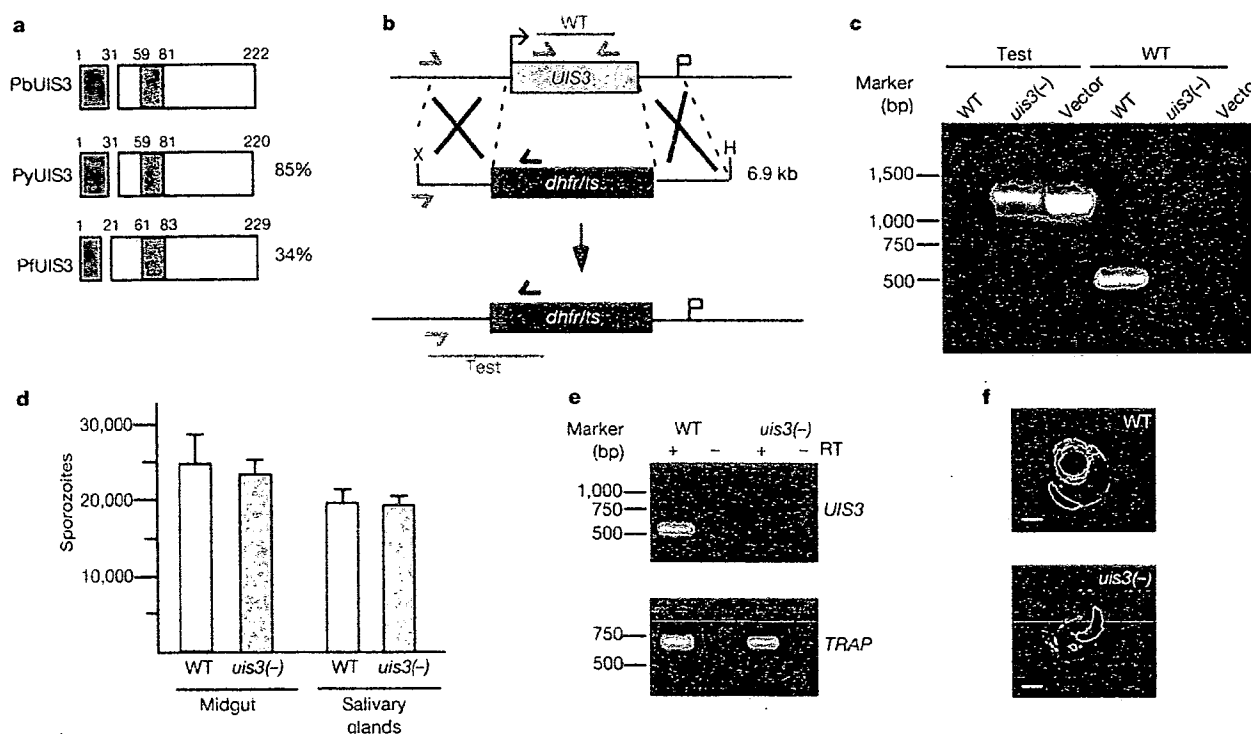 a
1 31 59 81 222
PbUIS3
1 31 59 81 220
PyUIS3 85%
1 21 61 83 229
PfUIS3 34%
b
WT
UIS3
X H
dhfr/ts 6.9 kb
dhfr/ts
Test
c
Test WT
Marker (bp)
WT uis3(–) Vector WT uis3(–) Vector
1,500
1,000
750
500
d
Sporozoites
30,000
20,000
10,000
WT uis3(–) WT uis3(–)
Midgut Salivary glands
e
Marker (bp)
WT uis3(–)
+ – + – RT
1,000
750
500
UIS3
750
500
TRAP
f
WT
uis3(–)